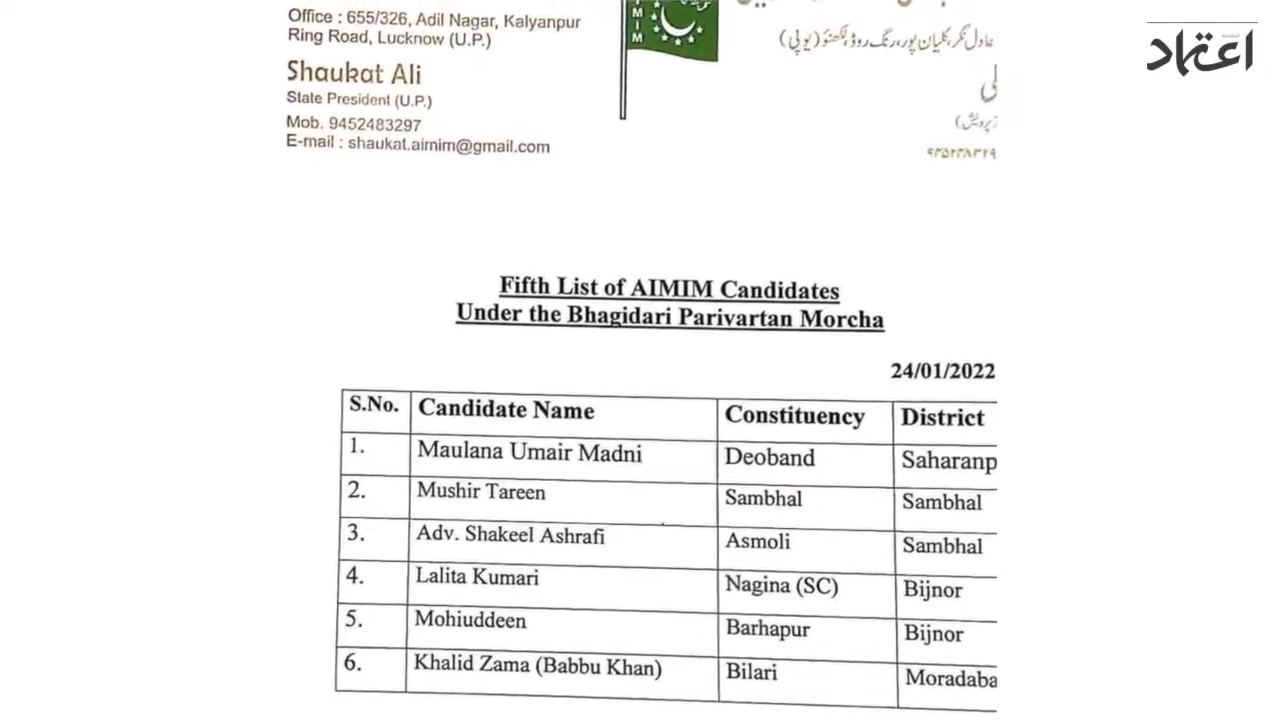 Office : 655/326, Adil Nagar, Kalyanpur
Ring Road, Lucknow (U.P.)
Shaukat Ali
State President (U.P.)
Mob. 9452483297
E-mail : shaukat.aimim@gmail.com
M
I
M
عادل نگر، کلیان پور، رنگ روڈ، لکھنؤ (یو پی)
اعتماد
Fifth List of AIMIM Candidates
Under the Bhagidari Parivartan Morcha
24/01/2022
S.No. Candidate Name Constituency District
1. Maulana Umair Madni Deoband Saharanp
2. Mushir Tareen Sambhal Sambhal
3. Adv. Shakeel Ashrafi Asmoli Sambhal
4. Lalita Kumari Nagina (SC) Bijnor
5. Mohiuddeen Barhapur Bijnor
6. Khalid Zama (Babbu Khan) Bilari Moradaba